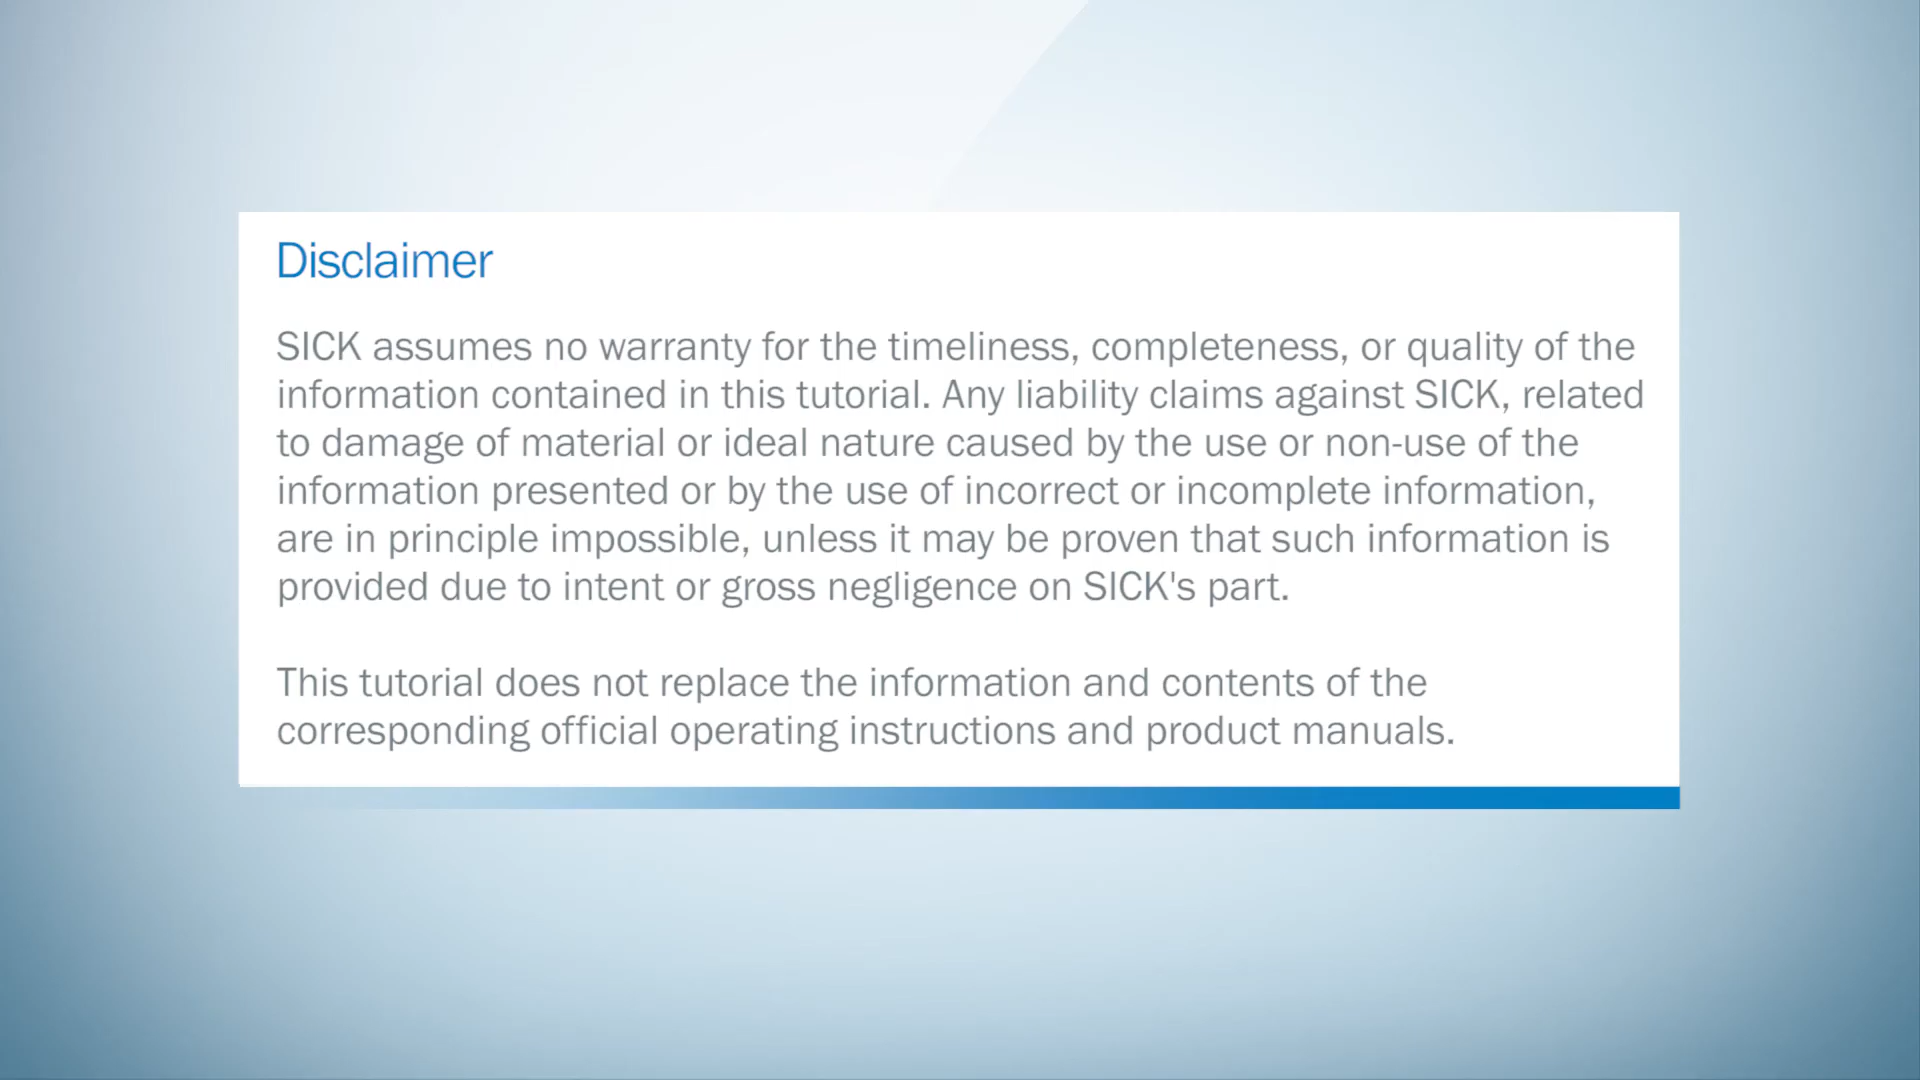 Disclaimer
SICK assumes no warranty for the timeliness, completeness, or quality of the
information contained in this tutorial. Any liability claims against SICK, related
to damage of material or ideal nature caused by the use or non-use of the
information presented or by the use of incorrect or incomplete information,
are in principle impossible, unless it may be proven that such information is
provided due to intent or gross negligence on SICK's part.
This tutorial does not replace the information and contents of the
corresponding official operating instructions and product manuals.